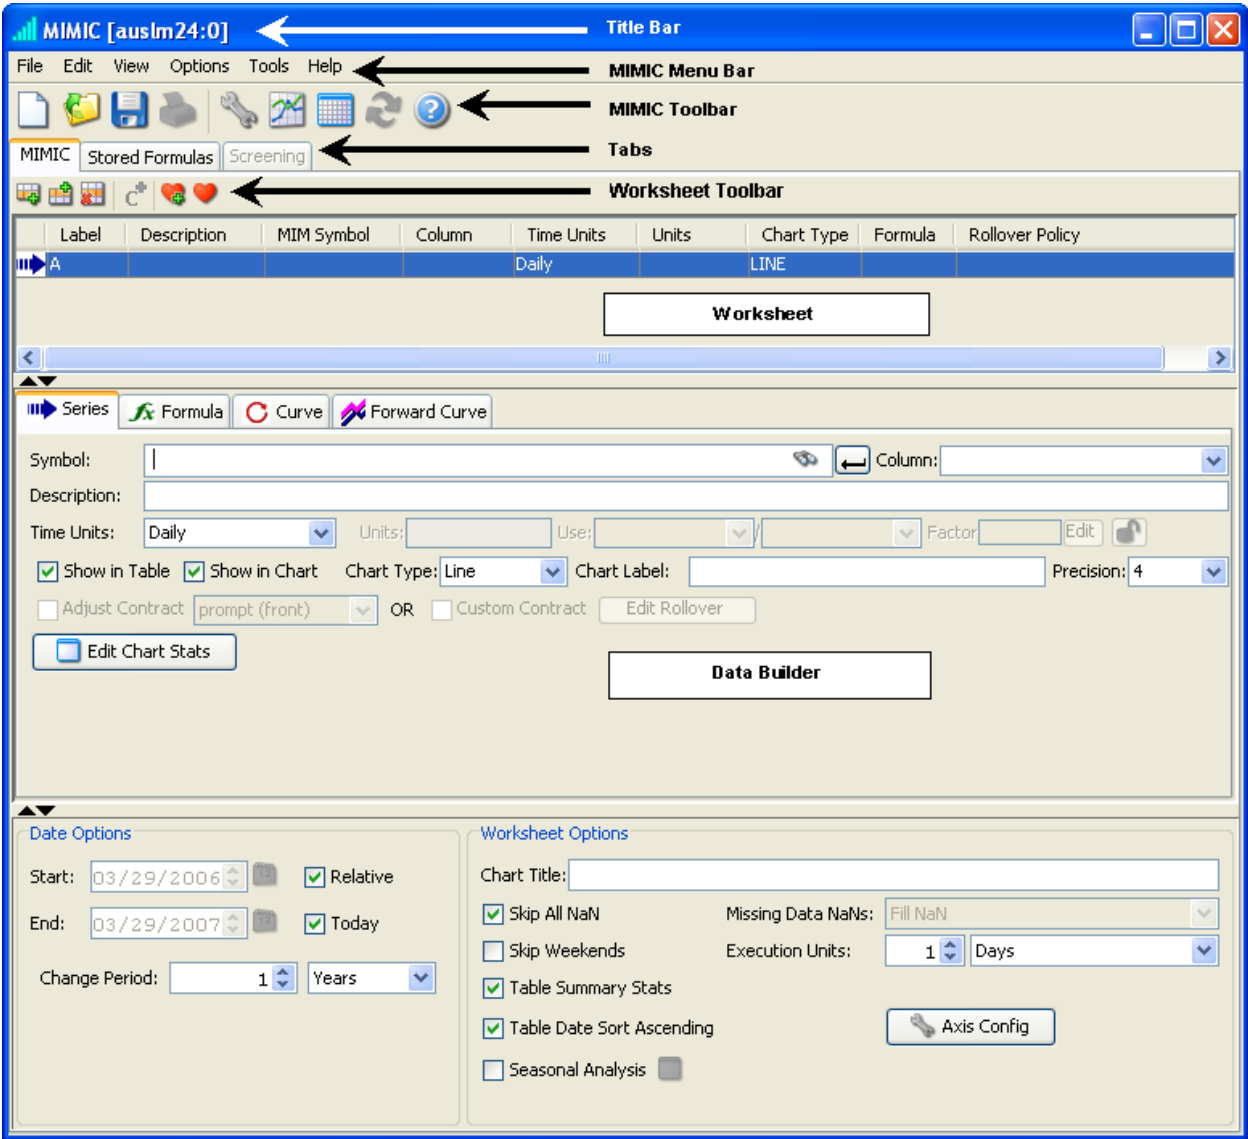 MIMIC [auslm24:0] Title Bar
File Edit View Options Tools Help MIMIC Menu Bar
MIMIC Toolbar
MIMIC Stored Formulas Screening Tabs
C+ Worksheet Toolbar
Label Description MIM Symbol Column Time Units Units Chart Type Formula Rollover Policy
A Daily LINE
Worksheet
Series fx Formula Curve Forward Curve
Symbol: Column:
Description:
Time Units: Daily Units: Use: / Factor Edit
Show in Table Show in Chart Chart Type: Line Chart Label: Precision: 4
Adjust Contract prompt (front) OR Custom Contract Edit Rollover
Edit Chart Stats
Data Builder
Date Options
Start: 03/29/2006 Relative
End: 03/29/2007 Today
Change Period: 1 Years
Worksheet Options
Chart Title:
Skip All NaN Missing Data NaNs: Fill NaN
Skip Weekends Execution Units: 1 Days
Table Summary Stats
Table Date Sort Ascending Axis Config
Seasonal Analysis